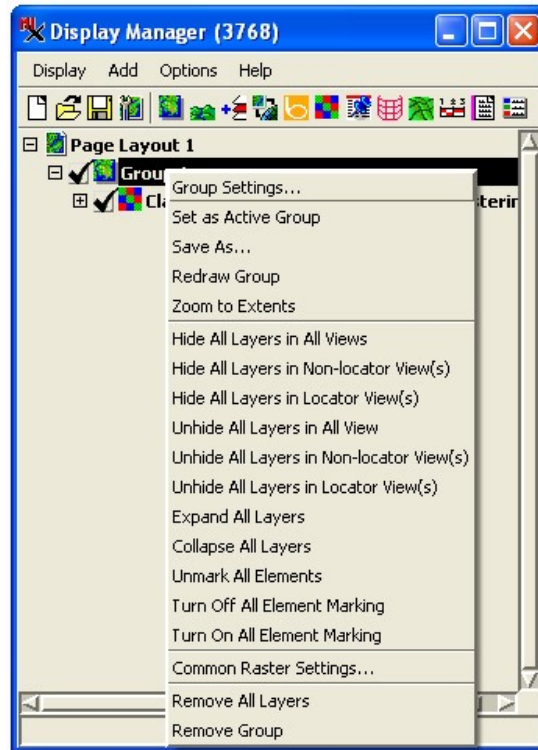 Display Manager (3768)
Display Add Options Help
Page Layout 1
Group Settings...
Set as Active Group
Save As...
Redraw Group
Zoom to Extents
Hide All Layers in All Views
Hide All Layers in Non-locator View(s)
Hide All Layers in Locator View(s)
Unhide All Layers in All View
Unhide All Layers in Non-locator View(s)
Unhide All Layers in Locator View(s)
Expand All Layers
Collapse All Layers
Unmark All Elements
Turn Off All Element Marking
Turn On All Element Marking
Common Raster Settings...
Remove All Layers
Remove Group